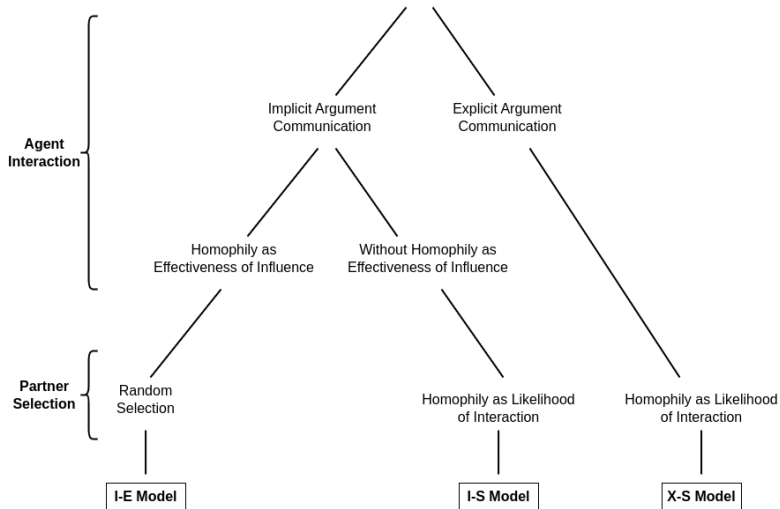 Implicit Argument
Communication
Explicit Argument
Communication
Agent
Interaction
Homophily as
Effectiveness of Influence
Without Homophily as
Effectiveness of Influence
Partner
Selection
Random
Selection
Homophily as Likelihood
of Interaction
Homophily as Likelihood
of Interaction
I-E Model
I-S Model
X-S Model